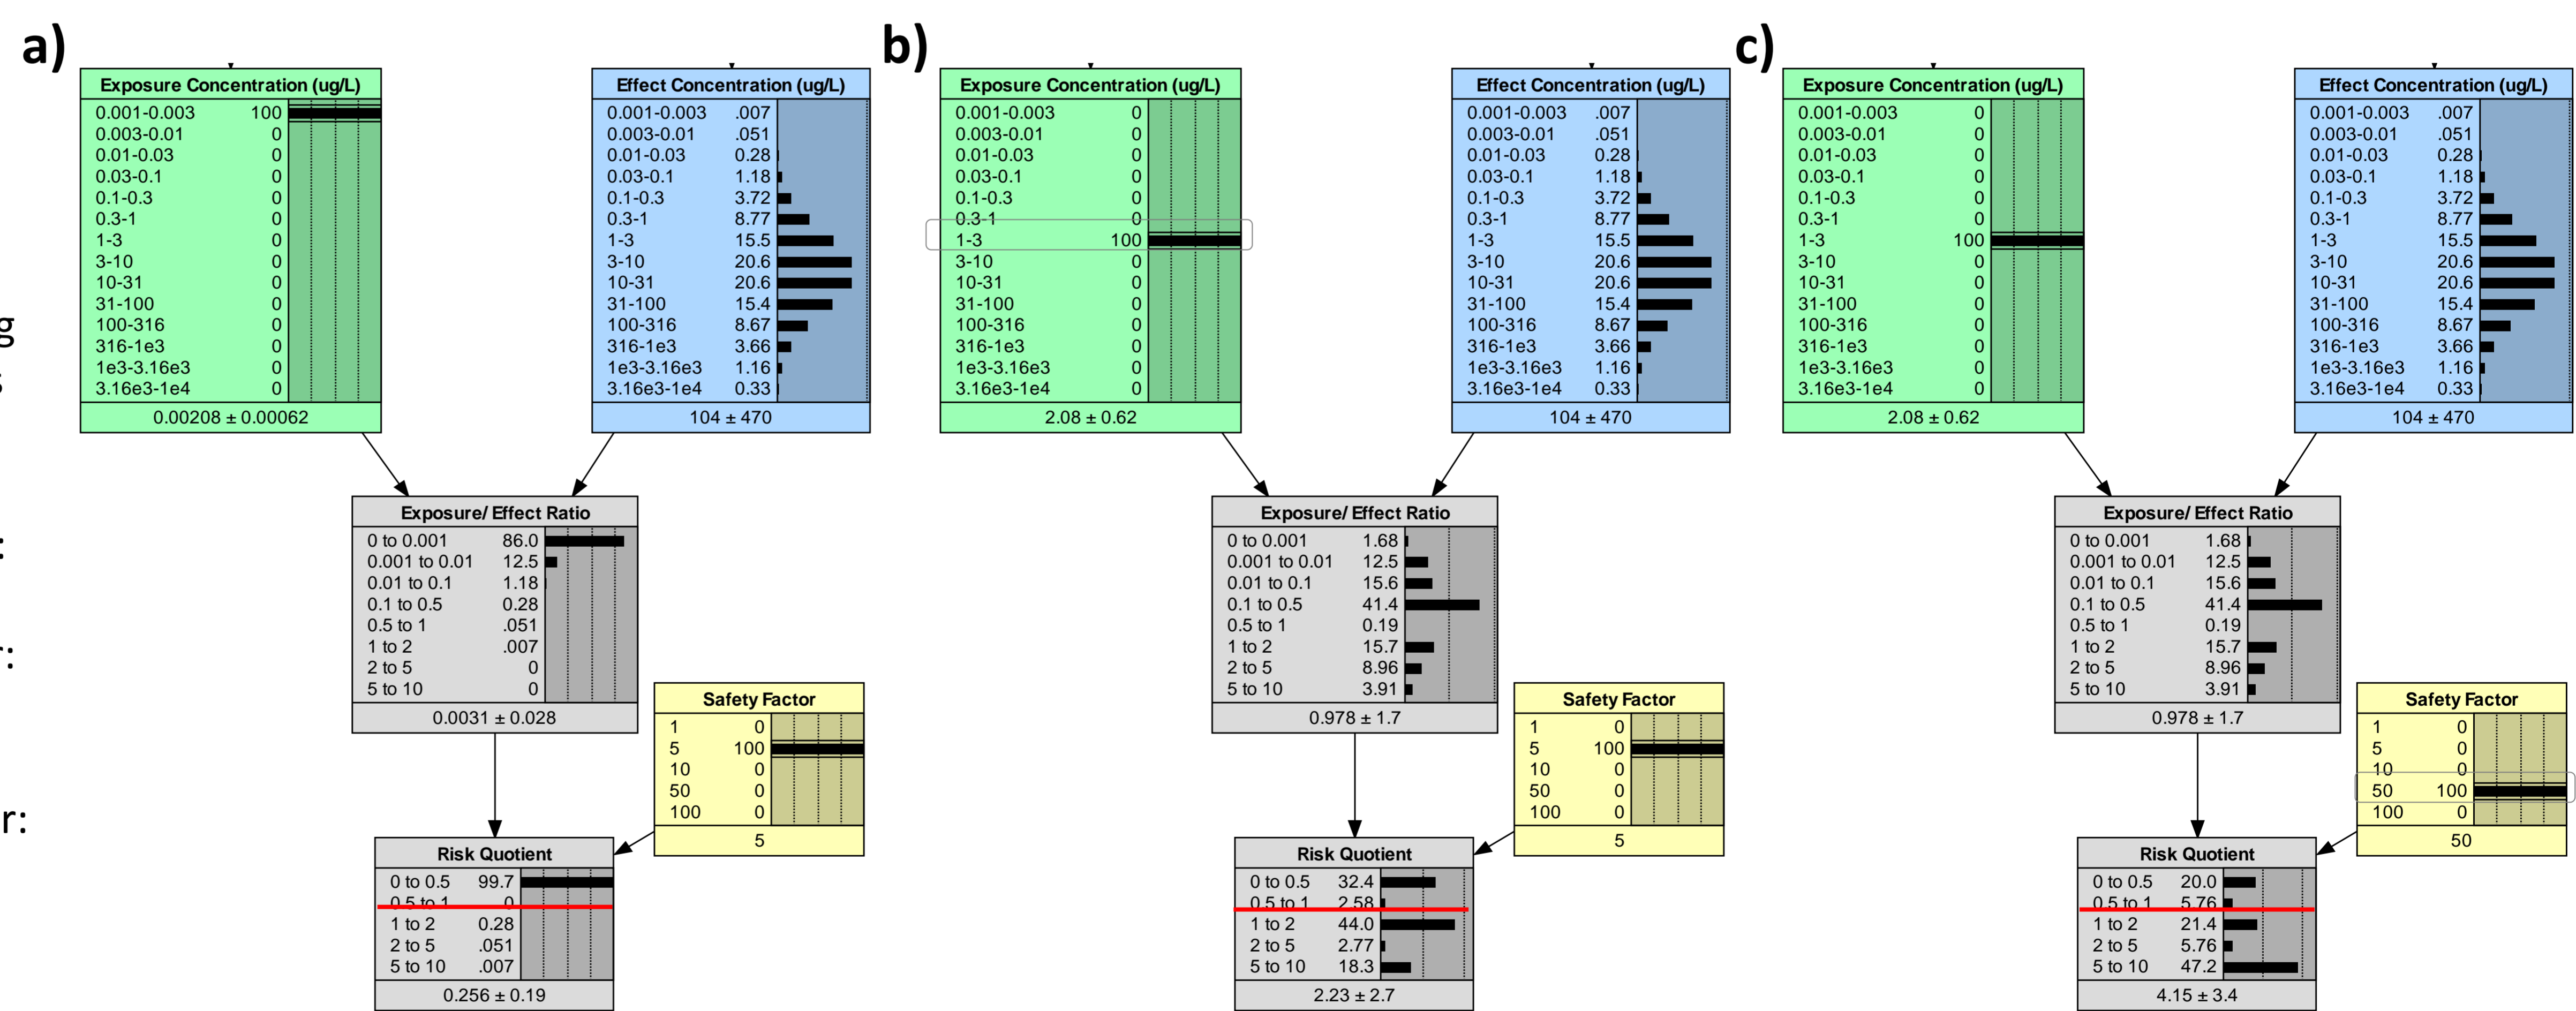 a)
Exposure Concentration (ug/L)
0.001-0.003 100
0.003-0.01 0
0.01-0.03 0
0.03-0.1 0
0.1-0.3 0
0.3-1 0
1-3 0
3-10 0
10-31 0
31-100 0
100-316 0
316-1e3 0
1e3-3.16e3 0
3.16e3-1e4 0
0.00208 ± 0.00062
Effect Concentration (ug/L)
0.001-0.003 .007
0.003-0.01 .051
0.01-0.03 0.28
0.03-0.1 1.18
0.1-0.3 3.72
0.3-1 8.77
1-3 15.5
3-10 20.6
10-31 20.6
31-100 15.4
100-316 8.67
316-1e3 3.66
1e3-3.16e3 1.16
3.16e3-1e4 0.33
104 ± 470
Exposure/ Effect Ratio
0 to 0.001 86.0
0.001 to 0.01 12.5
0.01 to 0.1 1.18
0.1 to 0.5 0.28
0.5 to 1 .051
1 to 2 .007
2 to 5 0
5 to 10 0
0.0031 ± 0.028
Safety Factor
1 0
5 100
10 0
50 0
100 0
5
Risk Quotient
0 to 0.5 99.7
0.5 to 1 0
1 to 2 0.28
2 to 5 .051
5 to 10 .007
0.256 ± 0.19
b)
Exposure Concentration (ug/L)
0.001-0.003 0
0.003-0.01 0
0.01-0.03 0
0.03-0.1 0
0.1-0.3 0
0.3-1 0
1-3 100
3-10 0
10-31 0
31-100 0
100-316 0
316-1e3 0
1e3-3.16e3 0
3.16e3-1e4 0
2.08 ± 0.62
Effect Concentration (ug/L)
0.001-0.003 .007
0.003-0.01 .051
0.01-0.03 0.28
0.03-0.1 1.18
0.1-0.3 3.72
0.3-1 8.77
1-3 15.5
3-10 20.6
10-31 20.6
31-100 15.4
100-316 8.67
316-1e3 3.66
1e3-3.16e3 1.16
3.16e3-1e4 0.33
104 ± 470
Exposure/ Effect Ratio
0 to 0.001 1.68
0.001 to 0.01 12.5
0.01 to 0.1 15.6
0.1 to 0.5 41.4
0.5 to 1 0.19
1 to 2 15.7
2 to 5 8.96
5 to 10 3.91
0.978 ± 1.7
Safety Factor
1 0
5 100
10 0
50 0
100 0
5
Risk Quotient
0 to 0.5 32.4
0.5 to 1 2.58
1 to 2 44.0
2 to 5 2.77
5 to 10 18.3
2.23 ± 2.7
c)
Exposure Concentration (ug/L)
0.001-0.003 0
0.003-0.01 0
0.01-0.03 0
0.03-0.1 0
0.1-0.3 0
0.3-1 0
1-3 100
3-10 0
10-31 0
31-100 0
100-316 0
316-1e3 0
1e3-3.16e3 0
3.16e3-1e4 0
2.08 ± 0.62
Effect Concentration (ug/L)
0.001-0.003 .007
0.003-0.01 .051
0.01-0.03 0.28
0.03-0.1 1.18
0.1-0.3 3.72
0.3-1 8.77
1-3 15.5
3-10 20.6
10-31 20.6
31-100 15.4
100-316 8.67
316-1e3 3.66
1e3-3.16e3 1.16
3.16e3-1e4 0.33
104 ± 470
Exposure/ Effect Ratio
0 to 0.001 1.68
0.001 to 0.01 12.5
0.01 to 0.1 15.6
0.1 to 0.5 41.4
0.5 to 1 0.19
1 to 2 15.7
2 to 5 8.96
5 to 10 3.91
0.978 ± 1.7
Safety Factor
1 0
5 0
10 0
50 100
100 0
50
Risk Quotient
0 to 0.5 20.0
0.5 to 1 5.76
1 to 2 21.4
2 to 5 5.76
5 to 10 47.2
4.15 ± 3.4